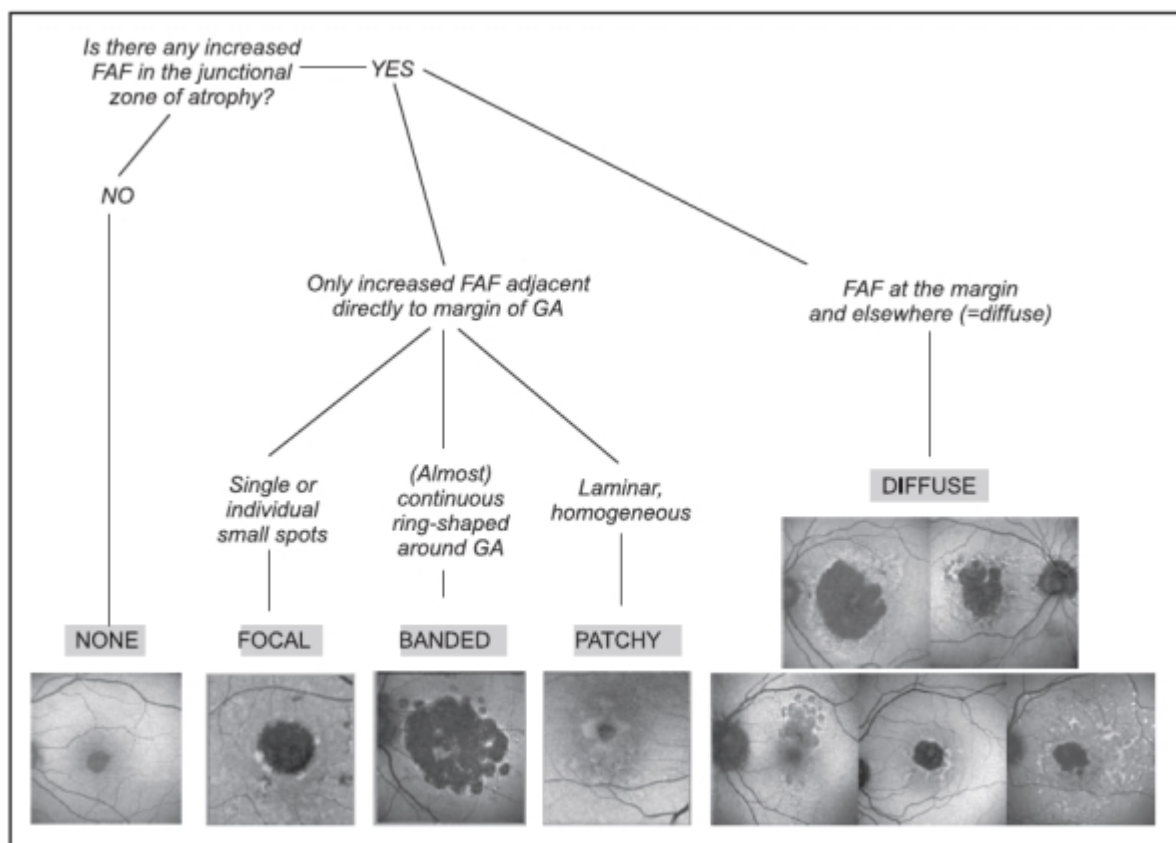 Is there any increased
FAF in the junctional
zone of atrophy?
YES
NO
Only increased FAF adjacent
directly to margin of GA
FAF at the margin
and elsewhere (=diffuse)
Single or
individual
small spots
(Almost)
continuous
ring-shaped
around GA
Laminar,
homogeneous
DIFFUSE
NONE
FOCAL
BANDED
PATCHY